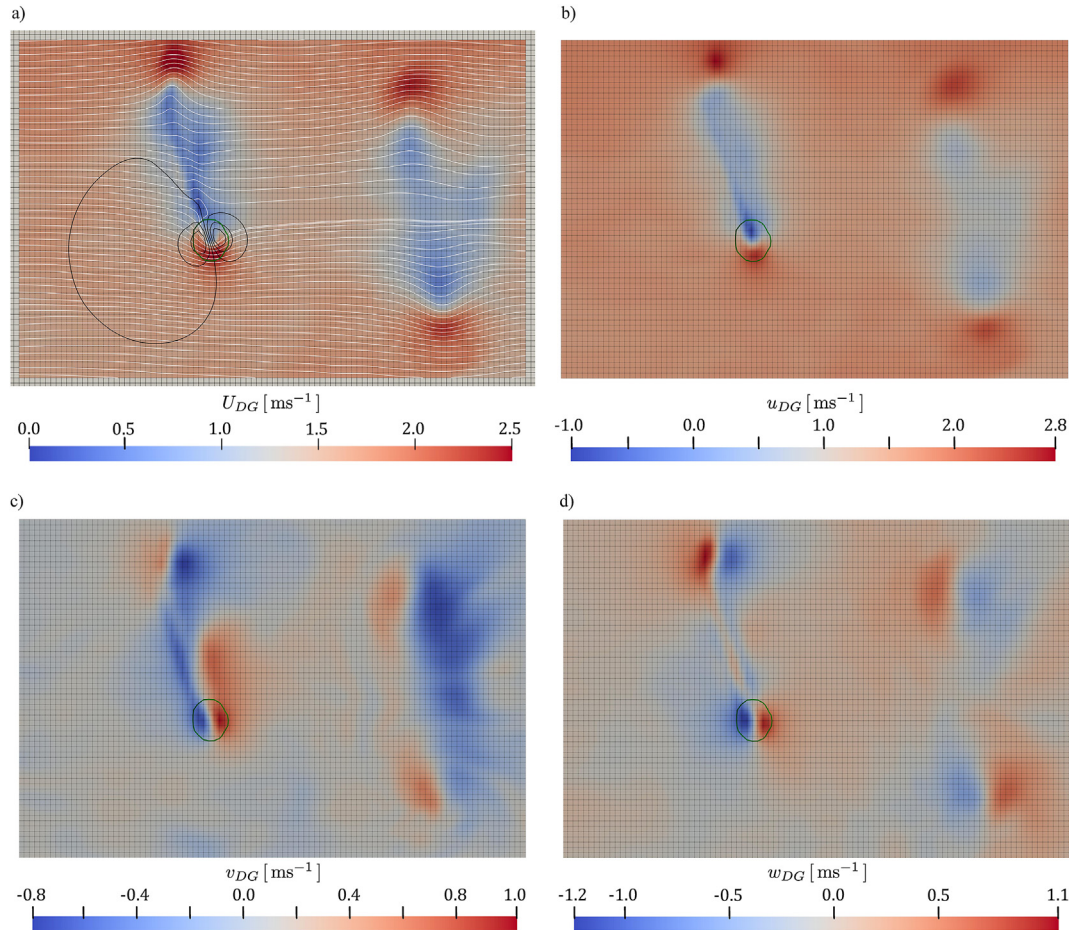 a)
b)
U_DG [ms⁻¹]
0.0 0.5 1.0 1.5 2.0 2.5
u_DG [ms⁻¹]
-1.0 0.0 1.0 2.0 2.8
c)
d)
v_DG [ms⁻¹]
-0.8 -0.4 0.0 0.4 0.8 1.0
w_DG [ms⁻¹]
-1.2 -1.0 -0.5 0.0 0.5 1.1